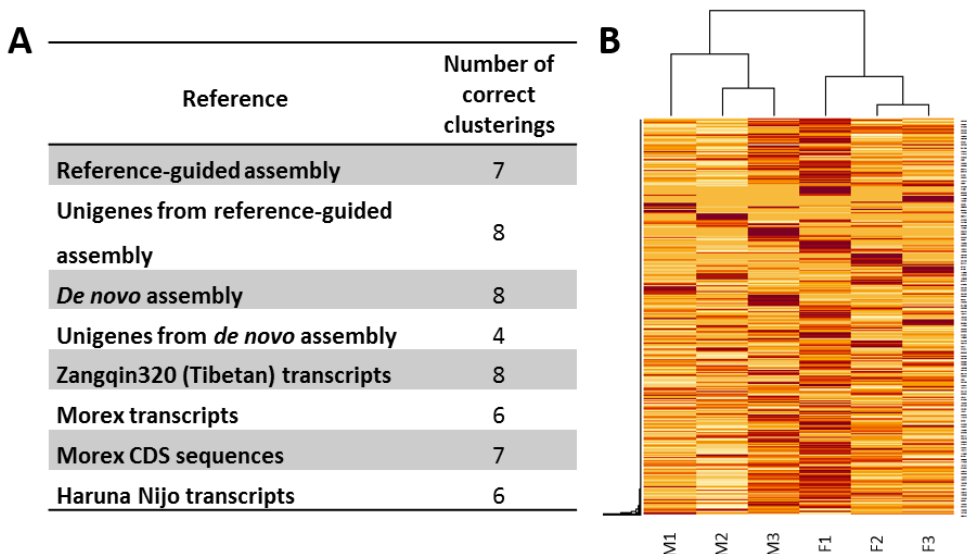 A
Reference
Number of
correct
clusterings
Reference-guided assembly 7
Unigenes from reference-guided
assembly 8
De novo assembly 8
Unigenes from de novo assembly 4
Zangqin320 (Tibetan) transcripts 8
Morex transcripts 6
Morex CDS sequences 7
Haruna Nijo transcripts 6
B
M1
M2
M3
F1
F2
F3